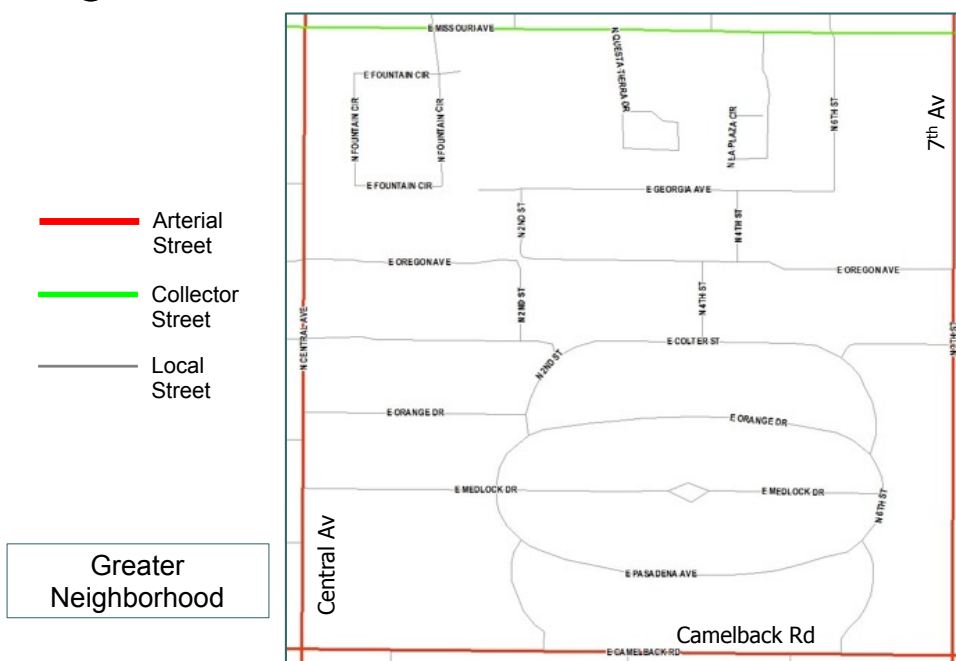 E MISSOURI AVE
N QUESTA TIERRA DR
E FOUNTAIN CIR
N FOUNTAIN CIR
N FOUNTAIN CIR
E FOUNTAIN CIR
N LA PLAZA CIR
N 6TH ST
7th Av
E GEORGIA AVE
N 2ND ST
N 4TH ST
Arterial
Street
E OREGON AVE
E OREGON AVE
Collector
Street
N 2ND ST
N 4TH ST
N CENTRAL AVE
N 7TH ST
E COLTER ST
Local
Street
N 2ND ST
E ORANGE DR
E ORANGE DR
E MEDLOCK DR
E MEDLOCK DR
N 6TH ST
Central Av
E PASADENA AVE
Greater
Neighborhood
Camelback Rd
E CAMELBACK RD